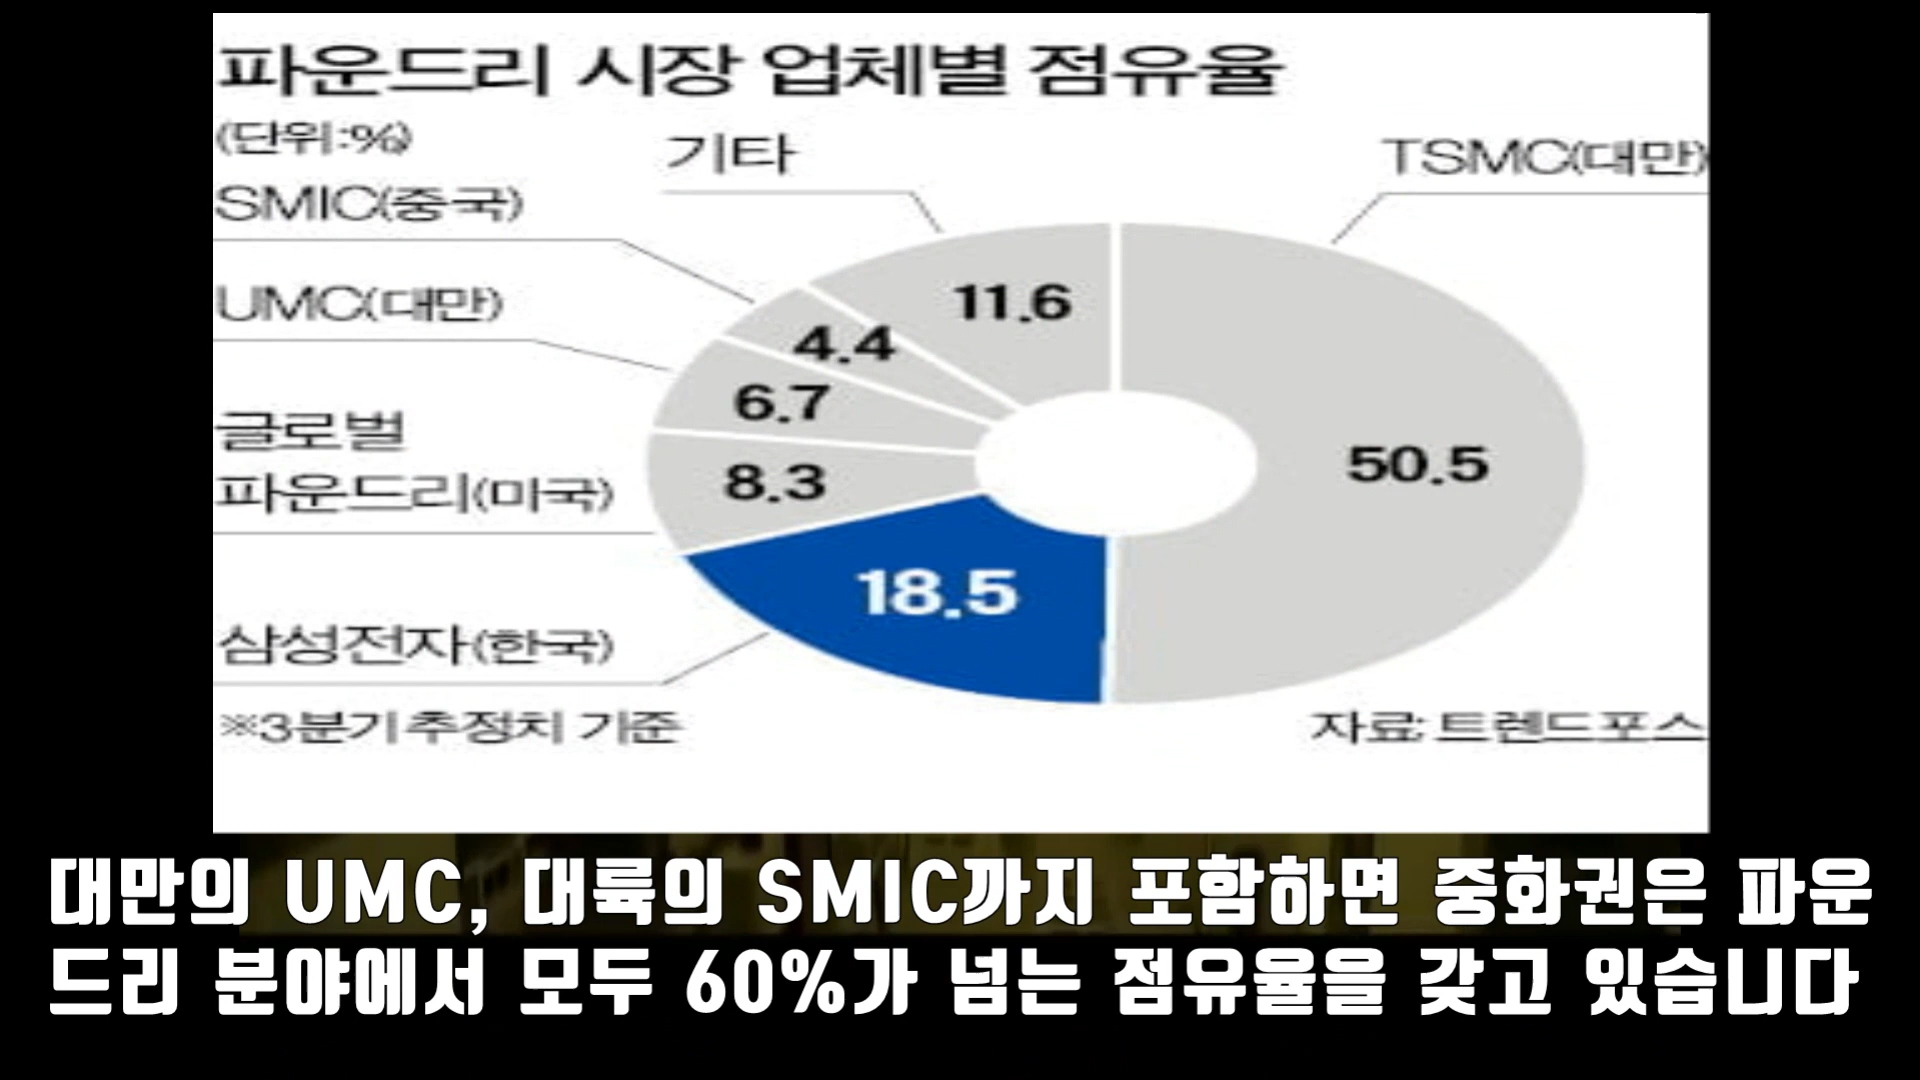 파운드리 시장 업체별 점유율
(단위:%)
기타
TSMC(대만)
SMIC(중국)
UMC(대만)
11.6
4.4
6.7
글로벌
파운드리(미국)
8.3
50.5
18.5
삼성전자(한국)
※3분기 추정치 기준
자료: 트렌드포스
대만의 UMC, 대륙의 SMIC까지 포함하면 중화권은 파운
드리 분야에서 모두 60%가 넘는 점유율을 갖고 있습니다